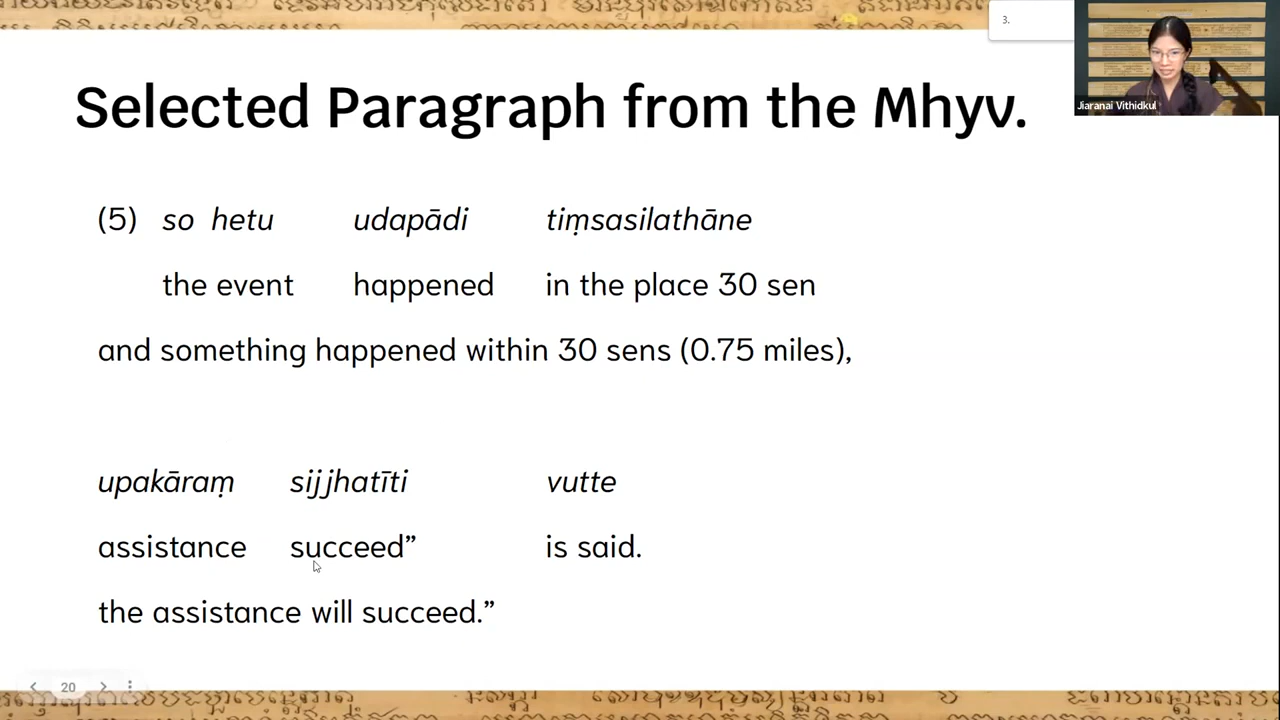 3.
Jiaranai Vithidkul
Selected Paragraph from the Mhyv.
(5) so hetu udapādi tiṃsasilathāne
the event happened in the place 30 sen
and something happened within 30 sens (0.75 miles),
upakāraṃ sijjhatīti vutte
assistance succeed” is said.
the assistance will succeed.”
20